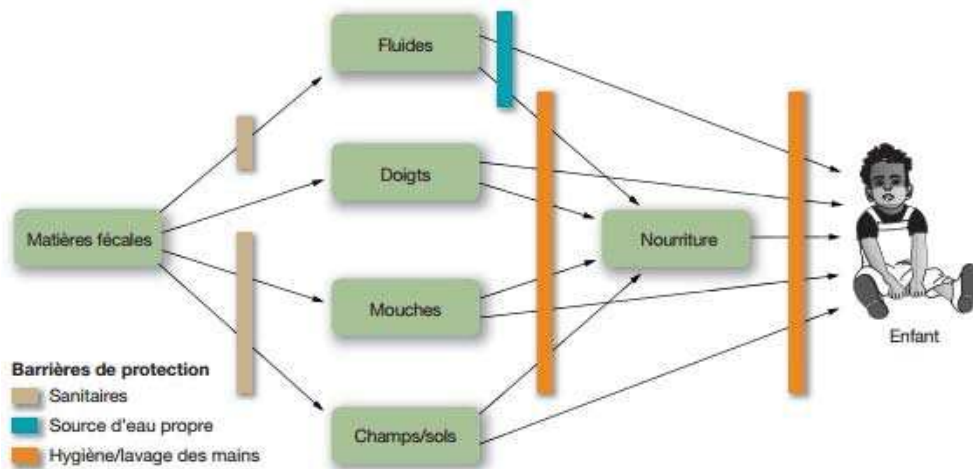 Fluides
Doigts
Matières fécales
Nourriture
Mouches
Enfant
Champs/sols
Barrières de protection
Sanitaires
Source d'eau propre
Hygiène/lavage des mains